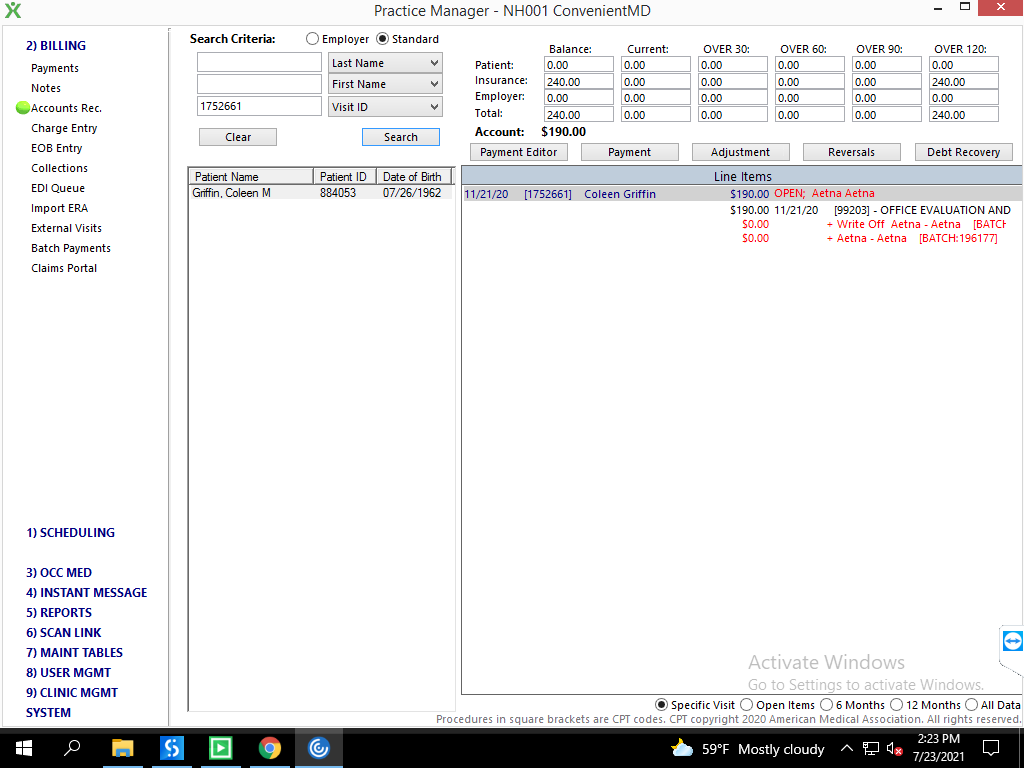 Practice Manager - NH001 ConvenientMD
2) BILLING
Payments
Notes
Accounts Rec.
Charge Entry
EOB Entry
Collections
EDI Queue
Import ERA
External Visits
Batch Payments
Claims Portal
1) SCHEDULING
3) OCC MED
4) INSTANT MESSAGE
5) REPORTS
6) SCAN LINK
7) MAINT TABLES
8) USER MGMT
9) CLINIC MGMT
SYSTEM
Search Criteria: Employer Standard
Last Name
First Name
1752661 Visit ID
Clear Search
Patient Name Patient ID Date of Birth
Griffin, Coleen M 884053 07/26/1962
Balance: Current: OVER 30: OVER 60: OVER 90: OVER 120:
Patient: 0.00 0.00 0.00 0.00 0.00 0.00
Insurance: 240.00 0.00 0.00 0.00 0.00 240.00
Employer: 0.00 0.00 0.00 0.00 0.00 0.00
Total: 240.00 0.00 0.00 0.00 0.00 240.00
Account: $190.00
Payment Editor Payment Adjustment Reversals Debt Recovery
Line Items
11/21/20 [1752661] Coleen Griffin $190.00 OPEN; Aetna Aetna
$190.00 11/21/20 [99203] - OFFICE EVALUATION AND
$0.00 + Write Off Aetna - Aetna [BATCH
$0.00 + Aetna - Aetna [BATCH:196177]
Activate Windows
Go to Settings to activate Windows.
Specific Visit Open Items 6 Months 12 Months All Data
Procedures in square brackets are CPT codes. CPT copyright 2020 American Medical Association. All rights reserved.
59°F Mostly cloudy
2:23 PM
7/23/2021